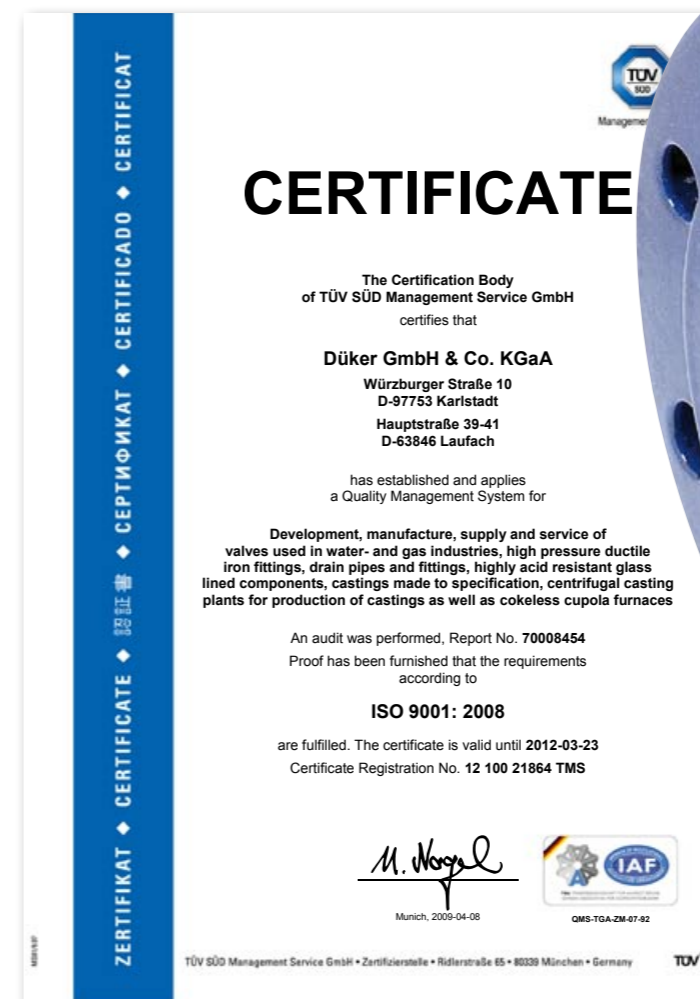 TÜV
SÜD
CERTIFICATE
The Certification Body
of TÜV SÜD Management Service GmbH
certifies that
Düker GmbH & Co. KGaA
Würzburger Straße 10
D-97753 Karlstadt
Hauptstraße 39-41
D-63846 Laufach
has established and applies
a Quality Management System for
Development, manufacture, supply and service of
valves used in water- and gas industries, high pressure ductile
iron fittings, drain pipes and fittings, highly acid resistant glass
lined components, castings made to specification, centrifugal casting
plants for production of castings as well as cokeless cupola furnaces
An audit was performed, Report No. 70008454
Proof has been furnished that the requirements
according to
ISO 9001: 2008
are fulfilled. The certificate is valid until 2012-03-23
Certificate Registration No. 12 100 21864 TMS
M. Nagel
IAF
Munich, 2009-04-08
QMS-TGA-ZM-07-92
TÜV SÜD Management Service GmbH • Zertifizierstelle • Ridlerstraße 65 • 80339 München • Germany
TÜV
ZERTIFIKAT ◆ CERTIFICATE ◆ 認証書 ◆ СЕРТИФИКАТ ◆ CERTIFICADO ◆ CERTIFICAT